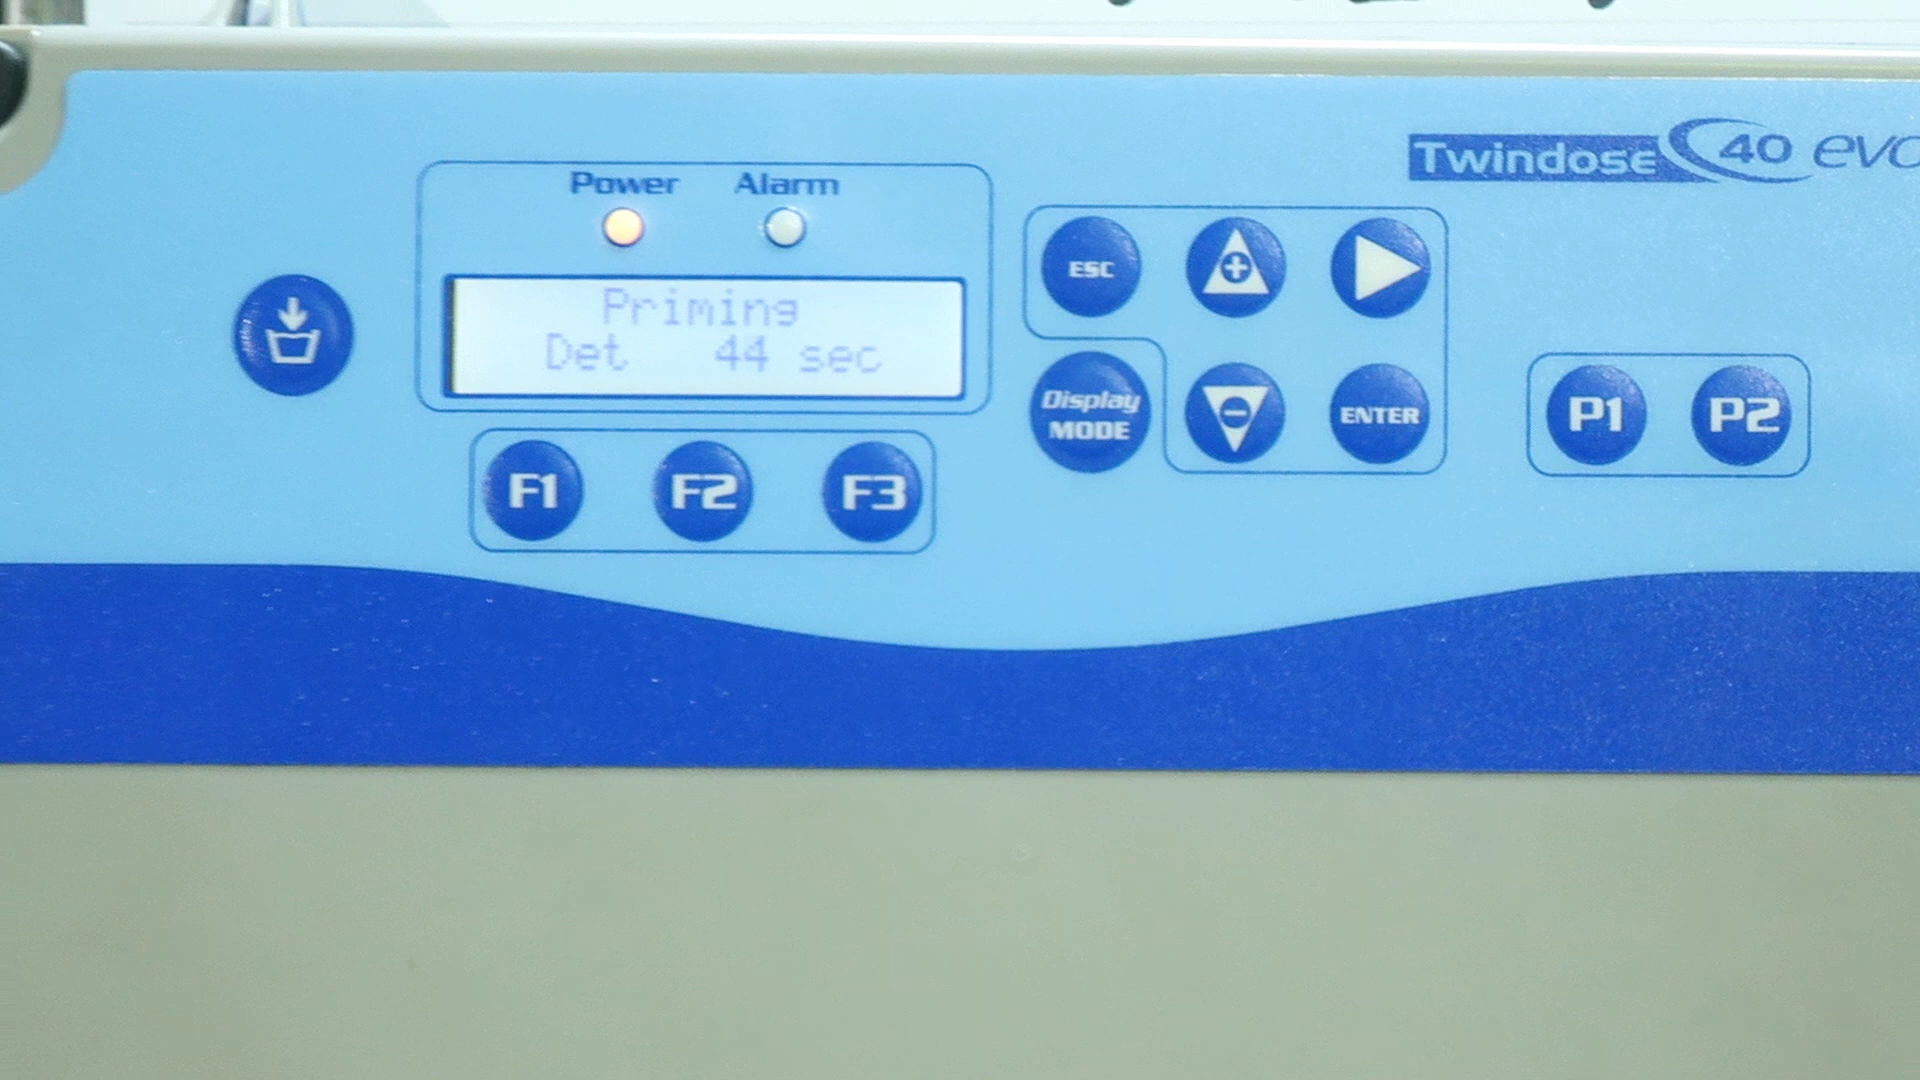 Twindose 40 evo
Power Alarm
Priming
Det 44 sec
ESC
Display
MODE
ENTER
P1 P2
F1 F2 F3